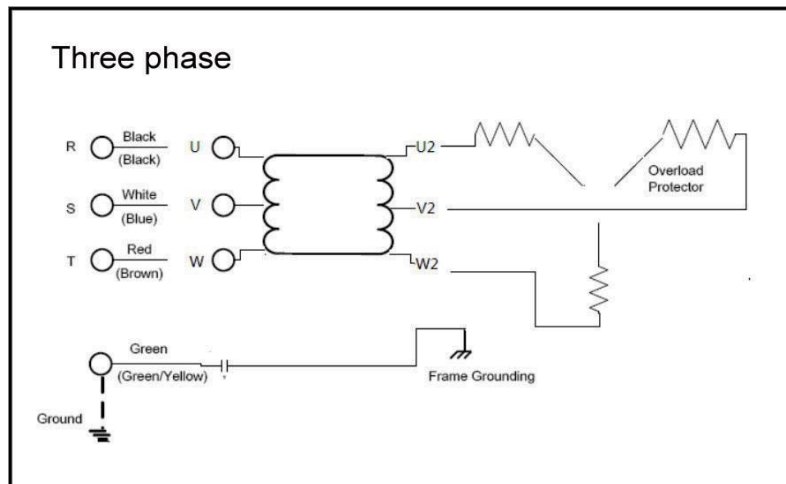 Three phase
R
Black
(Black)
U
U2
Overload
Protector
S
White
(Blue)
V
V2
T
Red
(Brown)
W
W2
Green
(Green/Yellow)
Frame Grounding
Ground